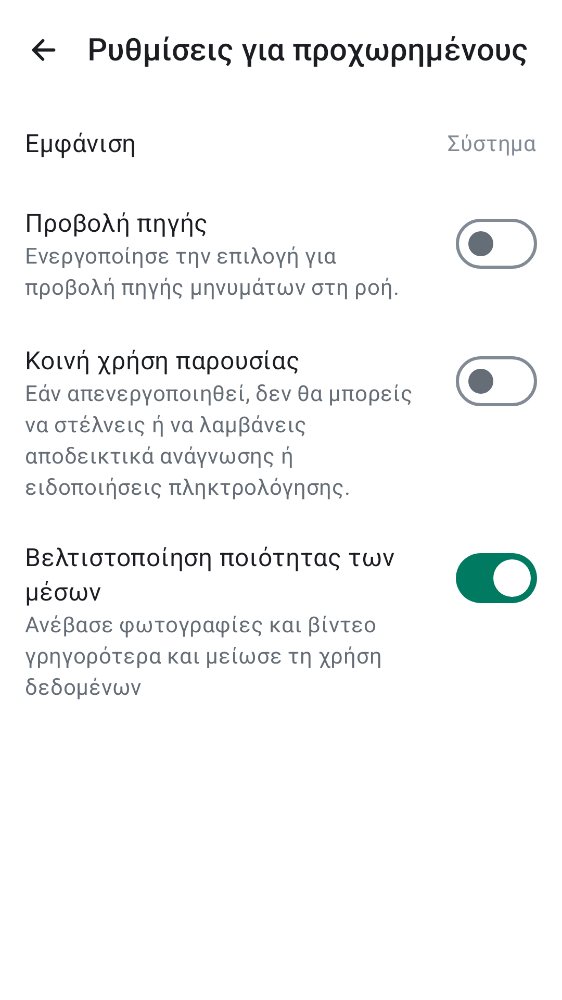 Ρυθμίσεις για προχωρημένους
Εμφάνιση
Σύστημα
Προβολή πηγής
Ενεργοποίησε την επιλογή για
προβολή πηγής μηνυμάτων στη ροή.
Κοινή χρήση παρουσίας
Εάν απενεργοποιηθεί, δεν θα μπορείς
να στέλνεις ή να λαμβάνεις
αποδεικτικά ανάγνωσης ή
ειδοποιήσεις πληκτρολόγησης.
Βελτιστοποίηση ποιότητας των
μέσων
Ανέβασε φωτογραφίες και βίντεο
γρηγορότερα και μείωσε τη χρήση
δεδομένων